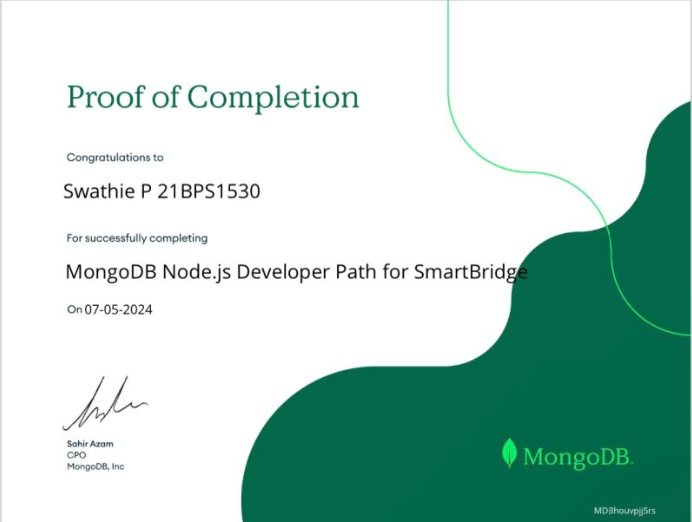 Proof of Completion
Congratulations to
Swathie P 21BPS1530
For successfully completing
MongoDB Node.js Developer Path for SmartBridge
On 07-05-2024
Sahir Azam
CPO
MongoDB, Inc
MongoDB.
MDBhouvpjj5rs